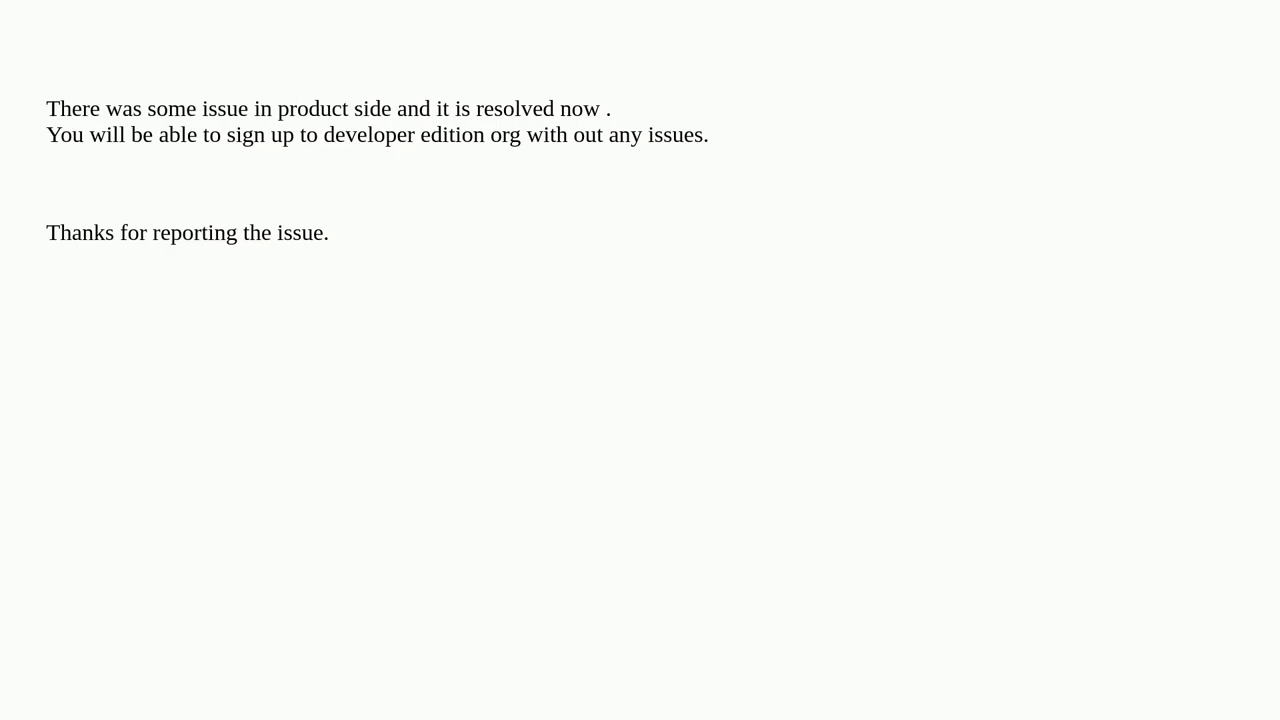 There was some issue in product side and it is resolved now .
You will be able to sign up to developer edition org with out any issues.
Thanks for reporting the issue.